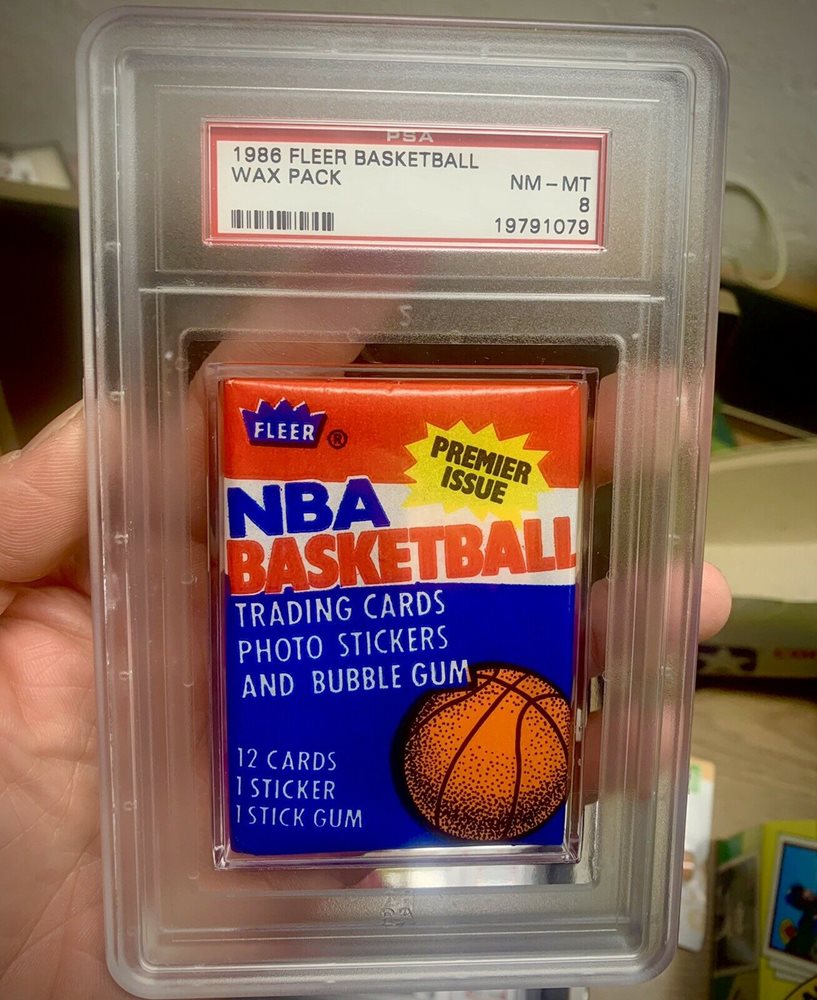 PSA
1986 FLEER BASKETBALL
WAX PACK
NM - MT
8
19791079
FLEER ®
PREMIER
ISSUE
NBA
BASKETBALL
TRADING CARDS
PHOTO STICKERS
AND BUBBLE GUM
12 CARDS
1 STICKER
1 STICK GUM